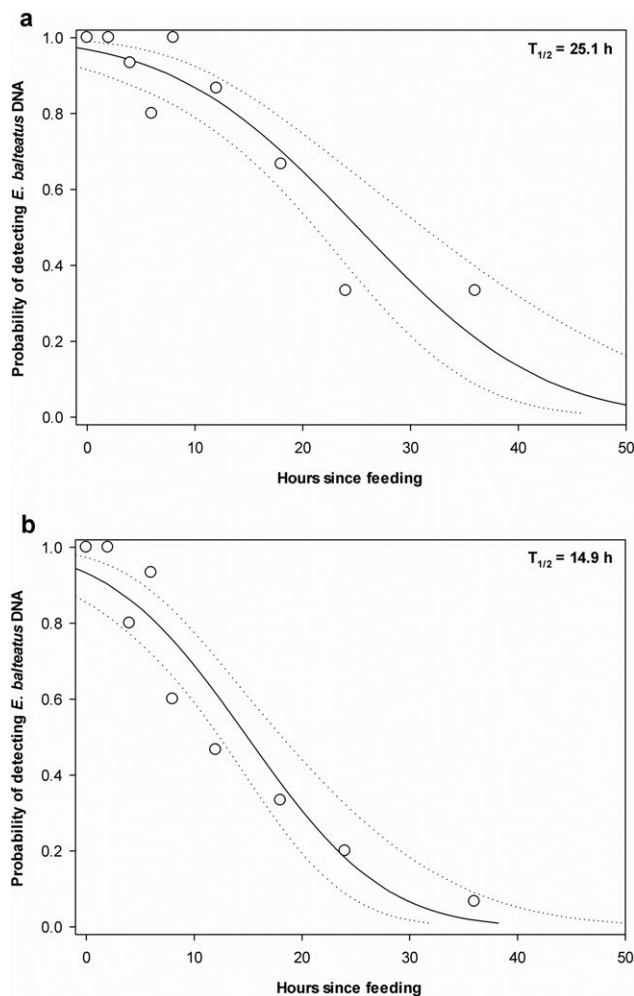 a
T1/2 = 25.1 h
Probability of detecting E. balteatus DNA
1.0
0.8
0.6
0.4
0.2
0.0
0 10 20 30 40 50
Hours since feeding
b
T1/2 = 14.9 h
Probability of detecting E. balteatus DNA
1.0
0.8
0.6
0.4
0.2
0.0
0 10 20 30 40 50
Hours since feeding